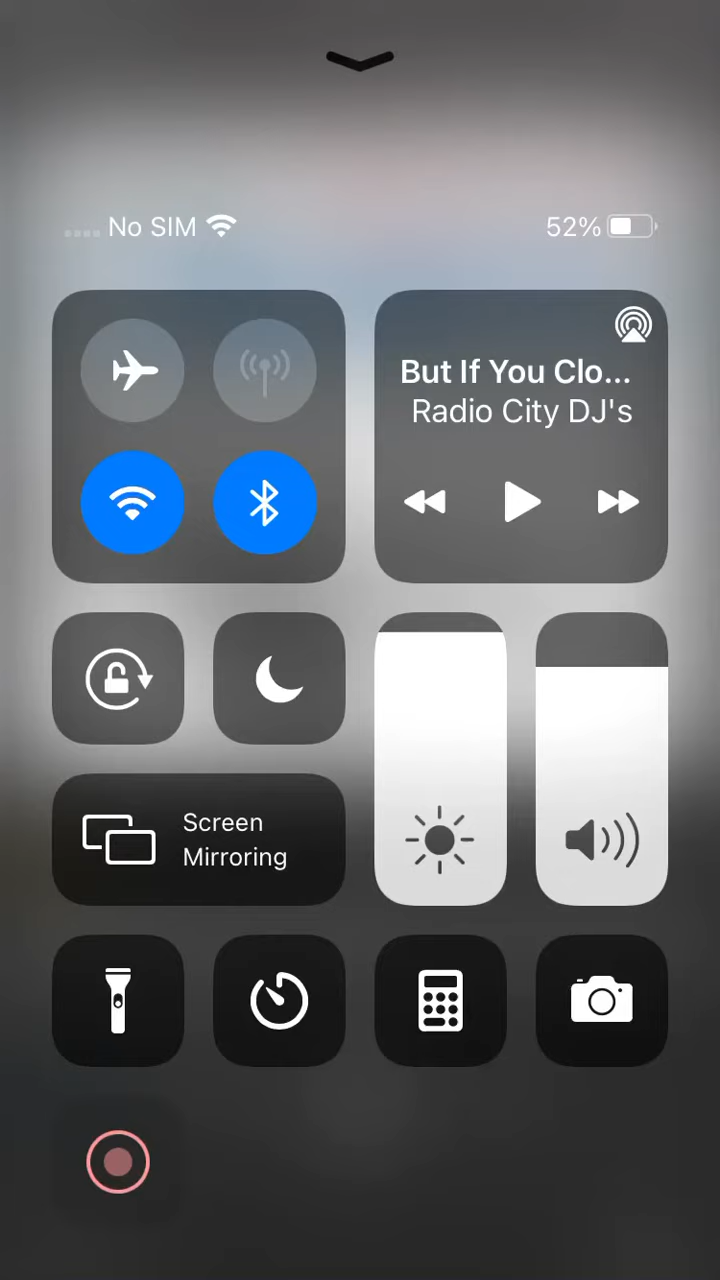 No SIM
52%
But If You Clo...
Radio City DJ's
Screen
Mirroring